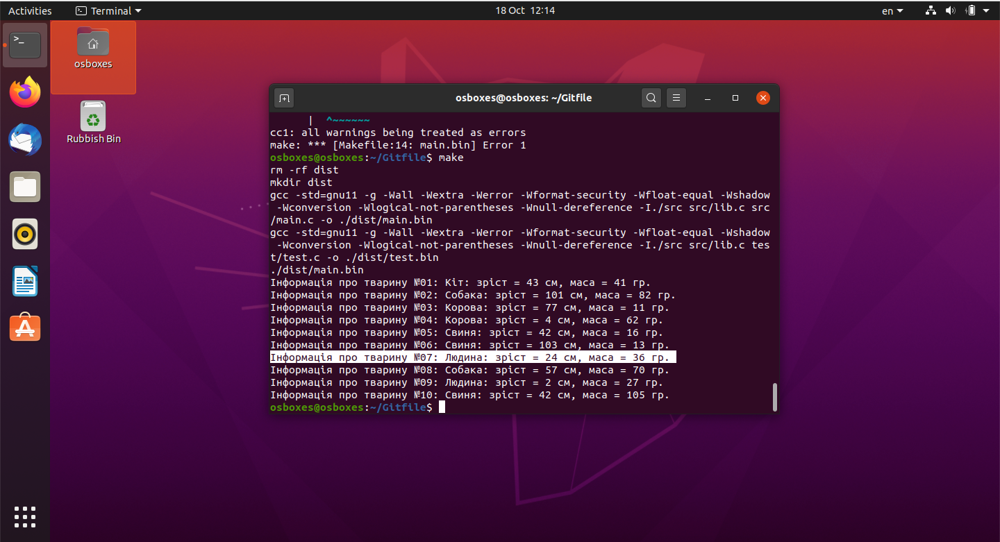 Activities
Terminal
18 Oct 12:14
en
osboxes
Rubbish Bin
osboxes@osboxes: ~/Gitfile
| ^~~~~~~
cc1: all warnings being treated as errors
make: *** [Makefile:14: main.bin] Error 1
osboxes@osboxes:~/Gitfile$ make
rm -rf dist
mkdir dist
gcc -std=gnu11 -g -Wall -Wextra -Werror -Wformat-security -Wfloat-equal -Wshadow
-Wconversion -Wlogical-not-parentheses -Wnull-dereference -I./src src/lib.c src
/main.c -o ./dist/main.bin
gcc -std=gnu11 -g -Wall -Wextra -Werror -Wformat-security -Wfloat-equal -Wshadow
-Wconversion -Wlogical-not-parentheses -Wnull-dereference -I./src src/lib.c tes
t/test.c -o ./dist/test.bin
./dist/main.bin
Інформація про тварину №01: Кіт: зріст = 43 см, маса = 41 гр.
Інформація про тварину №02: Собака: зріст = 101 см, маса = 82 гр.
Інформація про тварину №03: Корова: зріст = 77 см, маса = 11 гр.
Інформація про тварину №04: Корова: зріст = 4 см, маса = 62 гр.
Інформація про тварину №05: Свиня: зріст = 42 см, маса = 16 гр.
Інформація про тварину №06: Свиня: зріст = 103 см, маса = 13 гр.
Інформація про тварину №07: Людина: зріст = 24 см, маса = 36 гр.
Інформація про тварину №08: Собака: зріст = 57 см, маса = 70 гр.
Інформація про тварину №09: Людина: зріст = 2 см, маса = 27 гр.
Інформація про тварину №10: Свиня: зріст = 42 см, маса = 105 гр.
osboxes@osboxes:~/Gitfile$